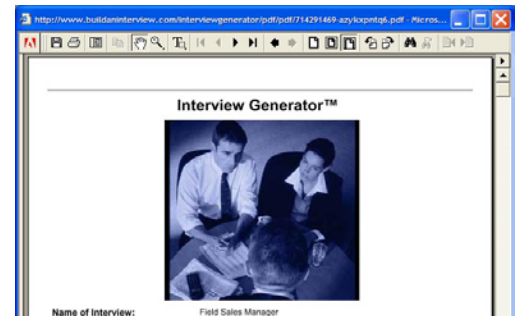 http://www.buildaninterview.com/interviewgenerator/pdf/pdf/714291469-azykxpntq6.pdf - Micros...
Interview Generator™
Name of Interview: Field Sales Manager